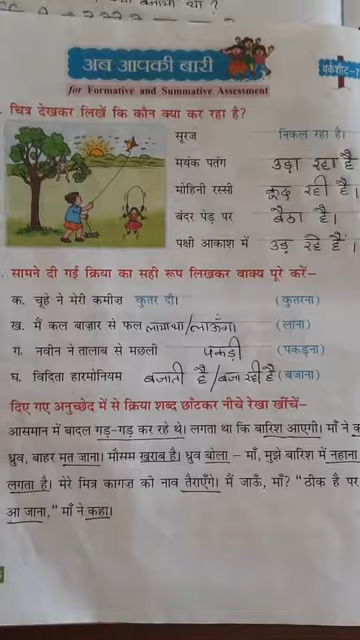 अब आपकी बारी
for Formative and Summative Assessment
वर्कशीट-7
चित्र देखकर लिखें कि कौन क्या कर रहा है?
सूरज निकल रहा है।
मयंक पतंग उड़ा रहा है
मोहिनी रस्सी कूद रही है।
बंदर पेड़ पर बैठा है।
पक्षी आकाश में उड़ रहे हैं।
सामने दी गई क्रिया का सही रूप लिखकर वाक्य पूरे करें–
क. चूहे ने मेरी कमीज़ कुतर दी। (कुतरना)
ख. मैं कल बाज़ार से फल लाया था/लाऊँगा। (लाना)
ग. नवीन ने तालाब से मछली पकड़ी (पकड़ना)
घ. विदिता हारमोनियम बजाती है/बजा रही है (बजाना)
दिए गए अनुच्छेद में से क्रिया शब्द छाँटकर नीचे रेखा खींचें–
आसमान में बादल गड़-गड़ कर रहे थे। लगता था कि बारिश आएगी। माँ ने क
ध्रुव, बाहर मत जाना। मौसम खराब है। ध्रुव बोला – माँ, मुझे बारिश में नहाना
लगता है। मेरे मित्र कागज़ की नाव तैराएँगे। मैं जाऊँ, माँ? "ठीक है पर
आ जाना," माँ ने कहा।